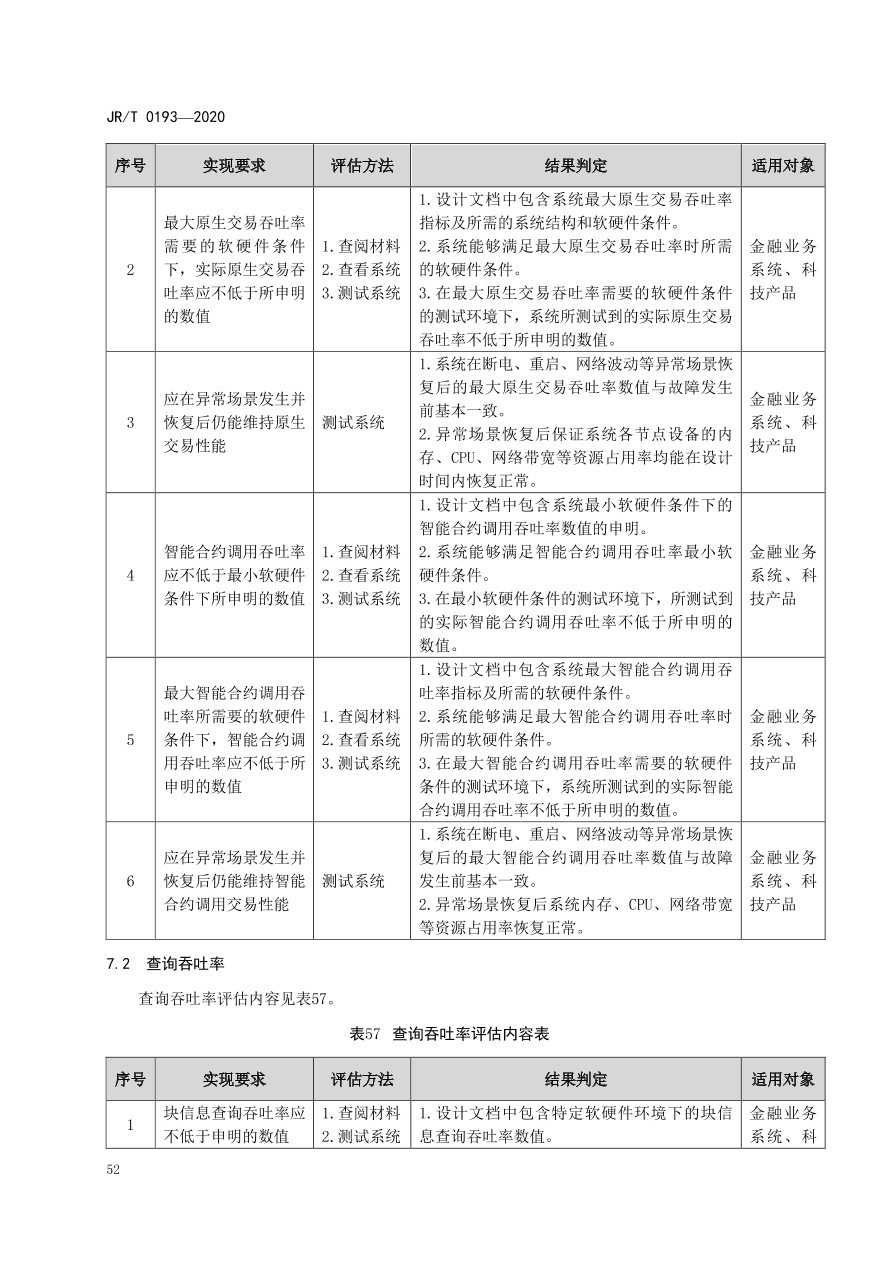 JR/T 0193—2020
序号 实现要求 评估方法 结果判定 适用对象
2
最大原生交易吞吐率
需要的软硬件条件
下，实际原生交易吞
吐率应不低于所申明
的数值
1.查阅材料
2.查看系统
3.测试系统
1.设计文档中包含系统最大原生交易吞吐率
指标及所需的系统结构和软硬件条件。
2.系统能够满足最大原生交易吞吐率时所需
的软硬件条件。
3.在最大原生交易吞吐率需要的软硬件条件
的测试环境下，系统所测试到的实际原生交易
吞吐率不低于所申明的数值。
金融业务
系统、科
技产品
3
应在异常场景发生并
恢复后仍能维持原生
交易性能
测试系统
1.系统在断电、重启、网络波动等异常场景恢
复后的最大原生交易吞吐率数值与故障发生
前基本一致。
2.异常场景恢复后保证系统各节点设备的内
存、CPU、网络带宽等资源占用率均能在设计
时间内恢复正常。
金融业务
系统、科
技产品
4
智能合约调用吞吐率
应不低于最小软硬件
条件下所申明的数值
1.查阅材料
2.查看系统
3.测试系统
1.设计文档中包含系统最小软硬件条件下的
智能合约调用吞吐率数值的申明。
2.系统能够满足智能合约调用吞吐率最小软
硬件条件。
3.在最小软硬件条件的测试环境下，所测试到
的实际智能合约调用吞吐率不低于所申明的
数值。
金融业务
系统、科
技产品
5
最大智能合约调用吞
吐率所需要的软硬件
条件下，智能合约调
用吞吐率应不低于所
申明的数值
1.查阅材料
2.查看系统
3.测试系统
1.设计文档中包含系统最大智能合约调用吞
吐率指标及所需的软硬件条件。
2.系统能够满足最大智能合约调用吞吐率时
所需的软硬件条件。
3.在最大智能合约调用吞吐率需要的软硬件
条件的测试环境下，系统所测试到的实际智能
合约调用吞吐率不低于所申明的数值。
金融业务
系统、科
技产品
6
应在异常场景发生并
恢复后仍能维持智能
合约调用交易性能
测试系统
1.系统在断电、重启、网络波动等异常场景恢
复后的最大智能合约调用吞吐率数值与故障
发生前基本一致。
2.异常场景恢复后系统内存、CPU、网络带宽
等资源占用率恢复正常。
金融业务
系统、科
技产品
7.2 查询吞吐率
查询吞吐率评估内容见表57。
表57 查询吞吐率评估内容表
序号 实现要求 评估方法 结果判定 适用对象
1
块信息查询吞吐率应
不低于申明的数值
1.查阅材料
2.测试系统
1.设计文档中包含特定软硬件环境下的块信
息查询吞吐率数值。
金融业务
系统、科
52